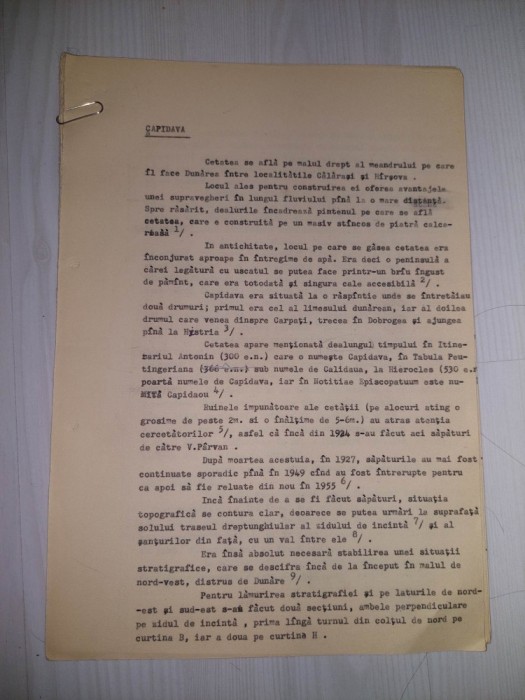 CAPIDAVA
Cetatea se află pe malul drept al meandrului pe care
îl face Dunărea între localitățile Călărași și Hîrșova .
Locul ales pentru construirea ei oferea avantajele
unei supravegheri în lungul fluviului pînă la o mare distanță.
Spre răsărit, dealurile încadrează pintenul pe care se află
cetatea, care e construită pe un masiv stîncos de piatră calca-
roasă 1/ .
In antichitate, locul pe care se găsea cetatea era
înconjurat aproape în întregime de apă. Era deci o peninsulă a
cărei legătură cu uscatul se putea face printr-un brîu îngust
de pămînt, care era totodată și singura cale accesibilă 2/ .
Capidava era situată la o răspîntie unde se întretăiau
două drumuri; primul era cel al limesului dunărean, iar al doilea
drumul care venea dinspre Carpați, trecea în Dobrogea și ajungea
pînă la Histria 3/ .
Cetatea apare menționată dealungul timpului în Itine-
rariul Antonin (300 e.n.) care o numește Capidava, în Tabula Peu-
tingeriana (366 e.n.) sub numele de Calidaua, la Hierocles (530 e.n
poartă numele de Capidava, iar în Notitiae Episcopatuum este nu-
mită Capidaou 4/ .
Ruinele impunătoare ale cetății (pe alocuri ating o
grosime de peste 2m. și o înălțime de 5-6m.) au atras atenția
cercetătorilor 5/, asfel că încă din 1924 s-au făcut aci săpături
de către V.Pârvan .
După moartea acestuia, în 1927, săpăturile au mai fost
continuate sporadic pînă în 1949 cînd au fost întrerupte pentru
ca apoi să fie reluate din nou în 1955 6/ .
Incă înainte de a se fi făcut săpături, situația
topografică se contura clar, deoarece se putea urmări la suprafața
solului traseul dreptunghiular al zidului de incintă 7/ și al
șanțurilor din față, cu un val între ele 8/ .
Era însă absolut necesară stabilirea unei situații
stratigrafice, care se descifra încă de la început în malul de
nord-vest, distrus de Dunăre 9/ .
Pentru lămurirea stratigrafiei și pe laturile de nord-
-est și sud-est s-au făcut două secțiuni, ambele perpendiculare
pe zidul de incintă , prima lîngă turnul din colțul de nord pe
curtina B, iar a doua pe curtina H .